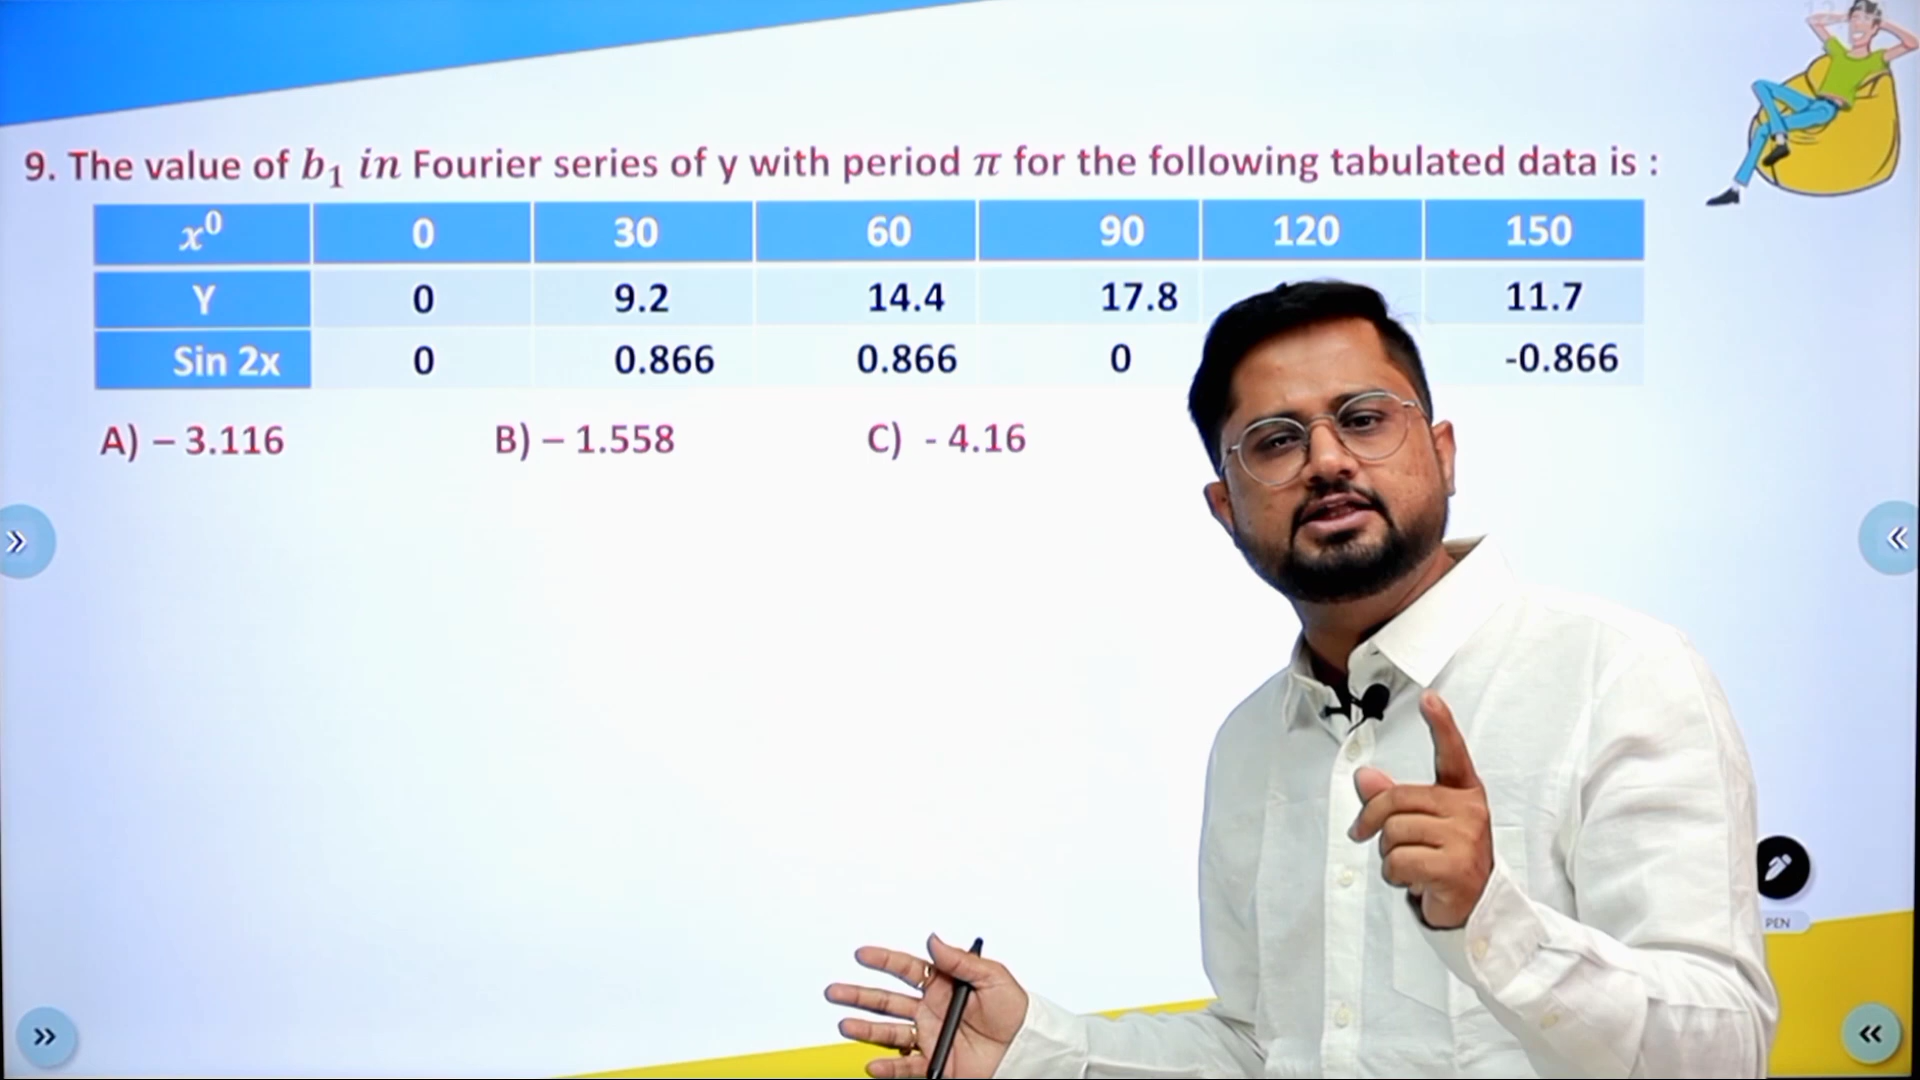 9. The value of b₁ in Fourier series of y with period π for the following tabulated data is :
x⁰ 0 30 60 90 120 150
Y 0 9.2 14.4 17.8 11.7
Sin 2x 0 0.866 0.866 0 -0.866
A) – 3.116 B) – 1.558 C) - 4.16
PEN